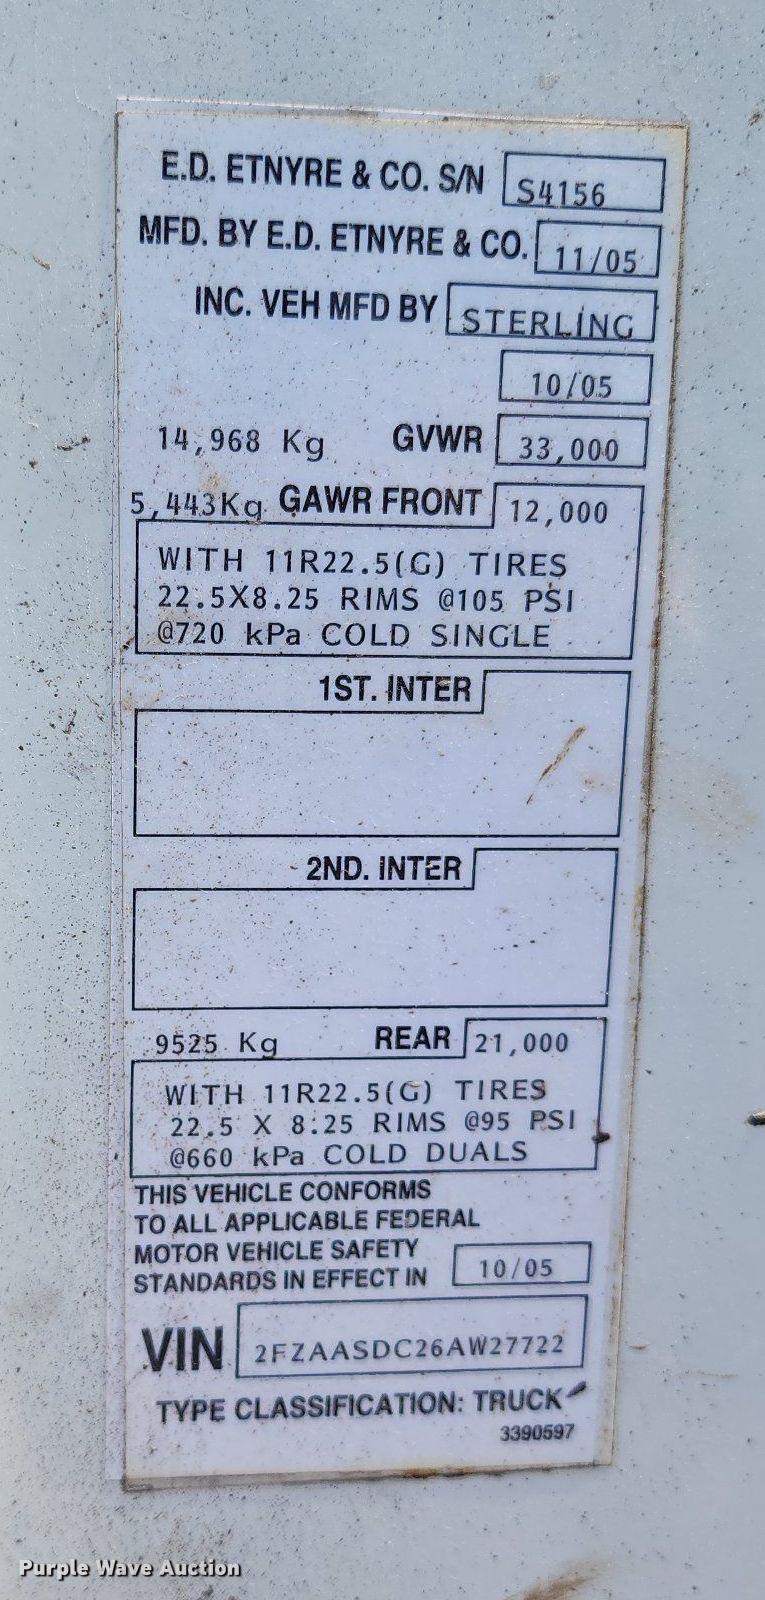 E.D. ETNYRE & CO. S/N S4156
MFD. BY E.D. ETNYRE & CO. 11/05
INC. VEH MFD BY STERLING
10/05
14,968 Kg GVWR 33,000
5,443Kg GAWR FRONT 12,000
WITH 11R22.5(G) TIRES
22.5X8.25 RIMS @105 PSI
@720 kPa COLD SINGLE
1ST. INTER
2ND. INTER
9525 Kg REAR 21,000
WITH 11R22.5(G) TIRES
22.5 X 8.25 RIMS @95 PSI
@660 kPa COLD DUALS
THIS VEHICLE CONFORMS
TO ALL APPLICABLE FEDERAL
MOTOR VEHICLE SAFETY
STANDARDS IN EFFECT IN 10/05
VIN 2FZAASDC26AW27722
TYPE CLASSIFICATION: TRUCK
3390597
Purple Wave Auction